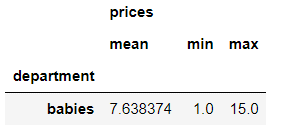 prices
mean min max
department
babies 7.638374 1.0 15.0